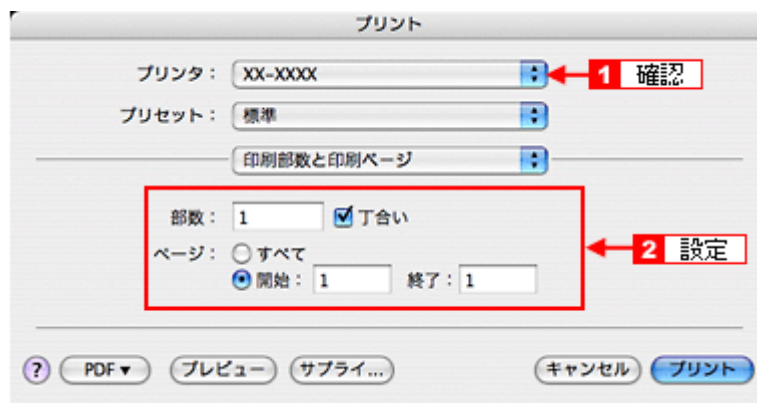 プリント
プリンタ： XX-XXXX 1 確認
プリセット： 標準
印刷部数と印刷ページ
部数： 1 丁合い
ページ： すべて
開始： 1 終了： 1 2 設定
? PDF▼ プレビュー サプライ... キャンセル プリント